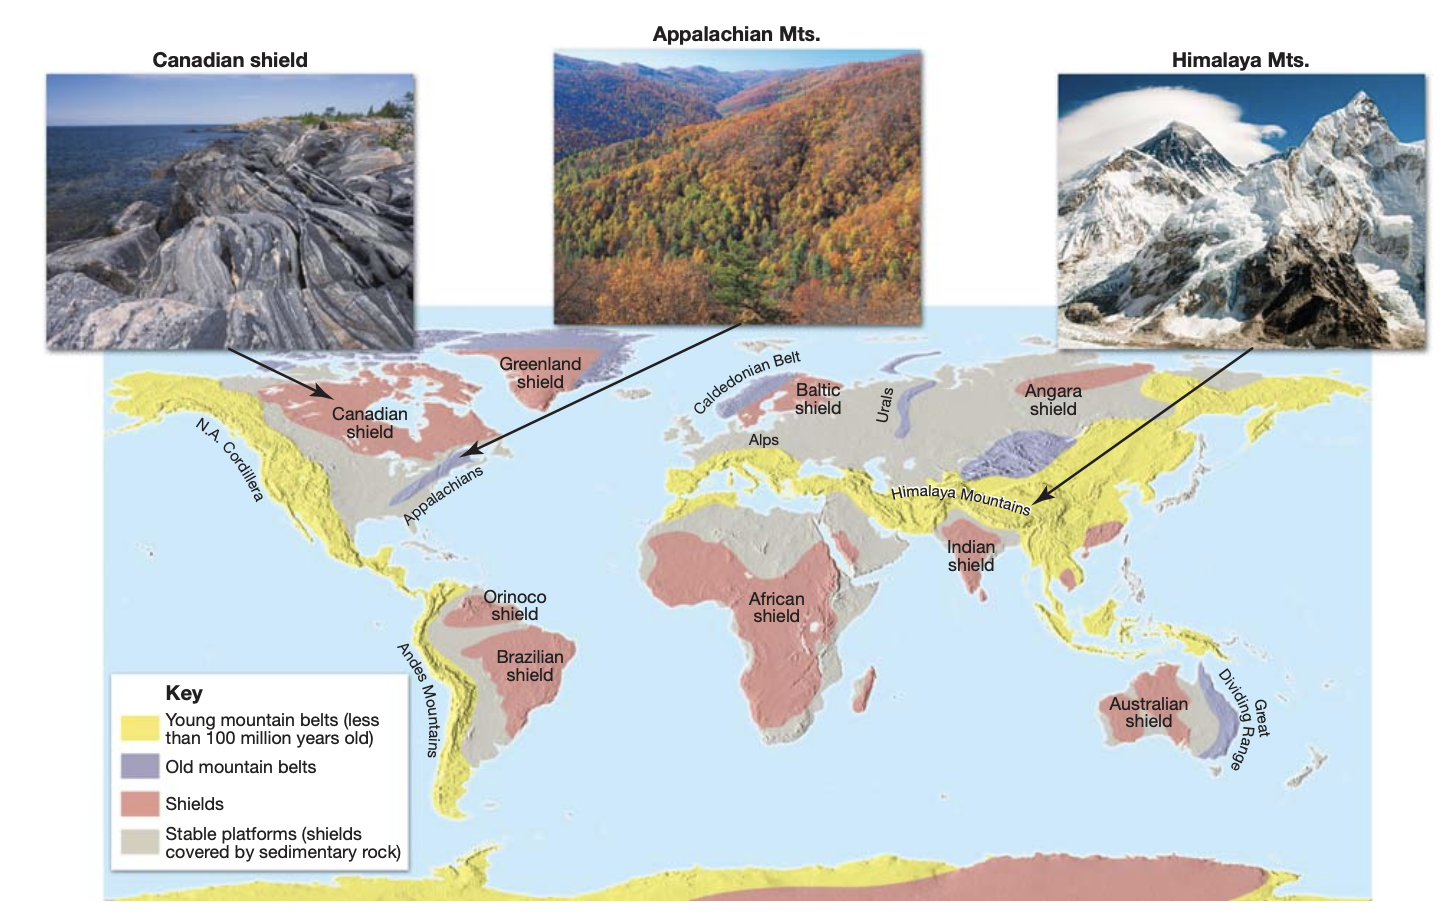 Canadian shield
Appalachian Mts.
Himalaya Mts.
Greenland
shield
Canadian
shield
N.A. Cordillera
Appalachians
Caldedonian Belt
Baltic
shield
Urals
Angara
shield
Alps
Himalaya Mountains
Indian
shield
African
shield
Orinoco
shield
Brazilian
shield
Andes Mountains
Australian
shield
Great
Dividing Range
Key
Young mountain belts (less
than 100 million years old)
Old mountain belts
Shields
Stable platforms (shields
covered by sedimentary rock)